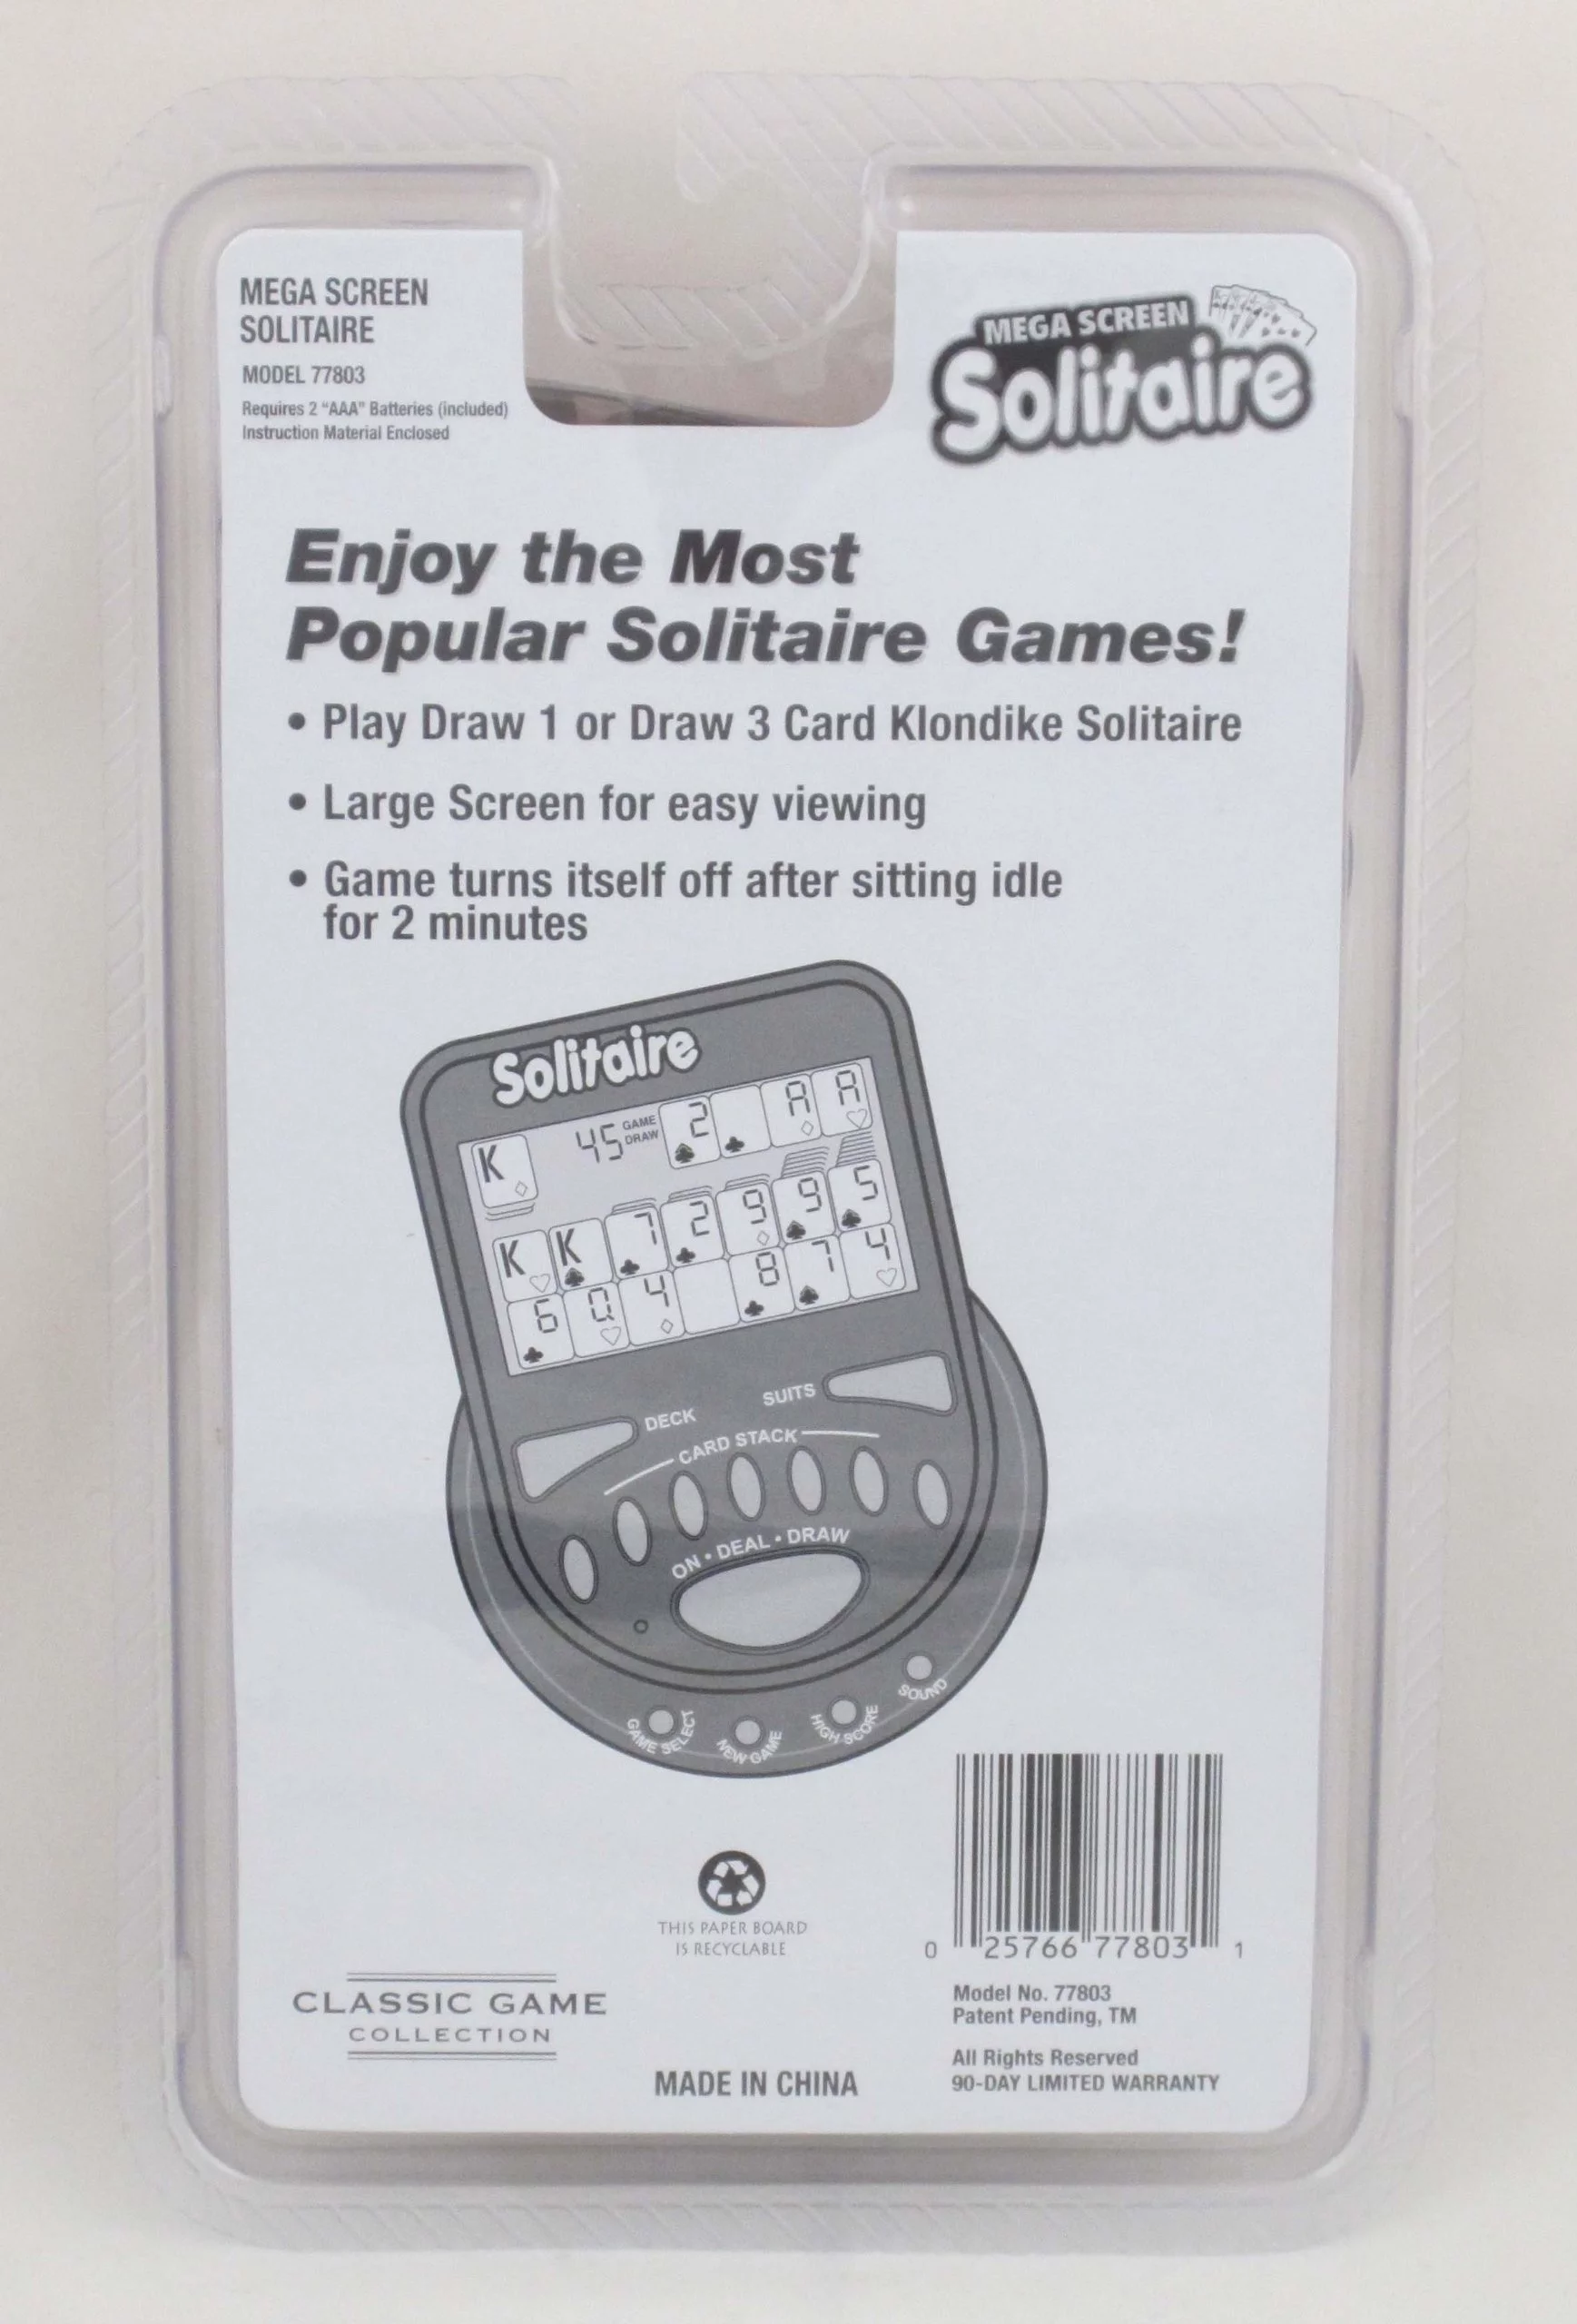 MEGA SCREEN
SOLITAIRE
MODEL 77803
Requires 2 “AAA” Batteries (included)
Instruction Material Enclosed
MEGA SCREEN
Solitaire
Enjoy the Most
Popular Solitaire Games!
• Play Draw 1 or Draw 3 Card Klondike Solitaire
• Large Screen for easy viewing
• Game turns itself off after sitting idle
for 2 minutes
Solitaire
K 45 GAME DRAW 2 A A
K K 7 2 9 9 5
6 Q 4 8 7 4
DECK
SUITS
CARD STACK
ON • DEAL • DRAW
GAME SELECT
NEW GAME
HIGH SCORE
SOUND
THIS PAPER BOARD
IS RECYCLABLE
0 25766 77803 1
Model No. 77803
Patent Pending, TM
All Rights Reserved
90-DAY LIMITED WARRANTY
CLASSIC GAME
COLLECTION
MADE IN CHINA